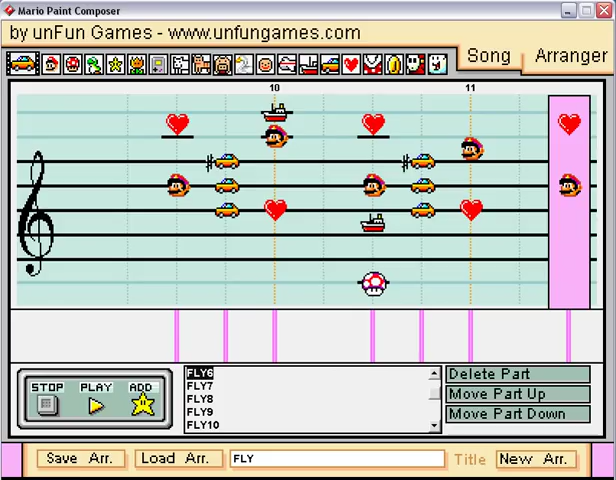 Mario Paint Composer
by unFun Games - www.unfungames.com
Song
Arranger
10
11
STOP
PLAY
ADD
FLY6
FLY7
FLY8
FLY9
FLY10
Delete Part
Move Part Up
Move Part Down
Save Arr.
Load Arr.
FLY
Title
New Arr.